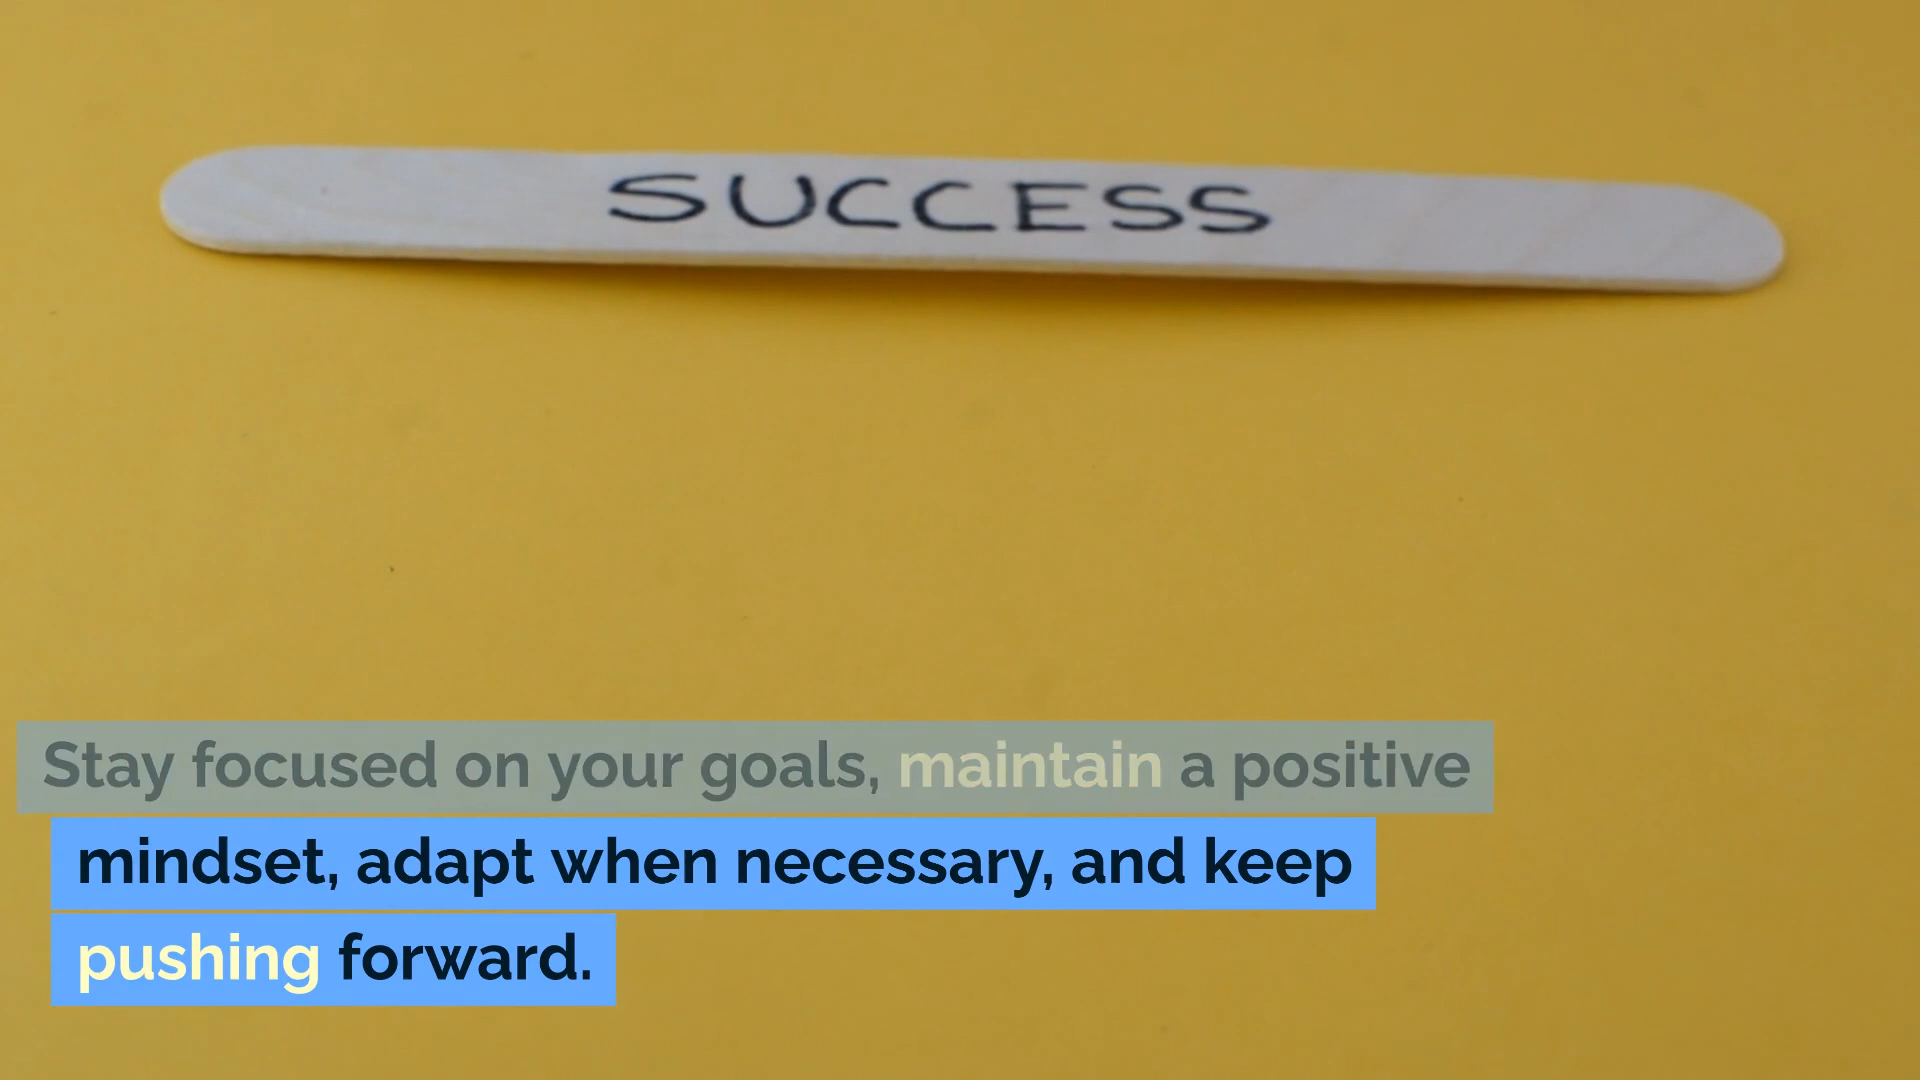 SUCCESS
Stay focused on your goals, maintain a positive
mindset, adapt when necessary, and keep
pushing forward.